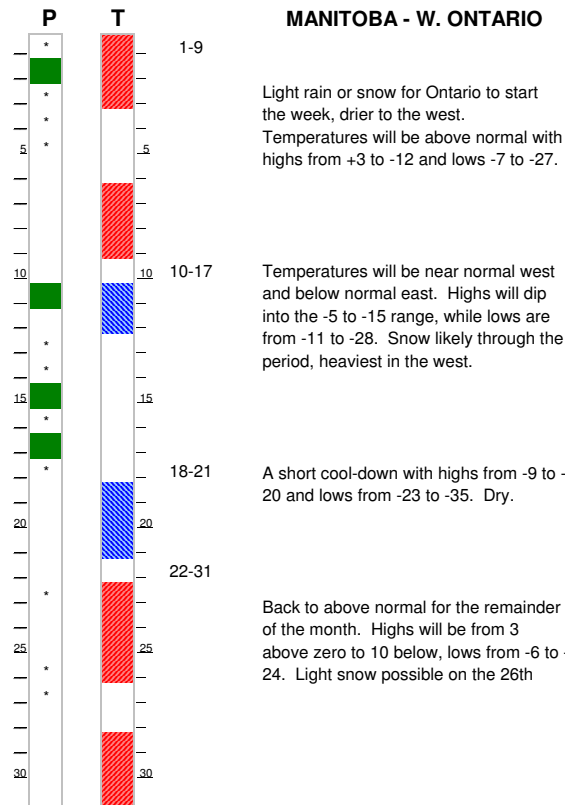 P T MANITOBA - W. ONTARIO
* 1-9
*
Light rain or snow for Ontario to start
the week, drier to the west.
*
Temperatures will be above normal with
5 * 5 highs from +3 to -12 and lows -7 to -27.
10 10 10-17 Temperatures will be near normal west
and below normal east. Highs will dip
into the -5 to -15 range, while lows are
* from -11 to -28. Snow likely through the
* period, heaviest in the west.
15 15
*
* 18-21 A short cool-down with highs from -9 to -
20 and lows from -23 to -35. Dry.
20 20
22-31
* Back to above normal for the remainder
of the month. Highs will be from 3
25 25 above zero to 10 below, lows from -6 to -
* 24. Light snow possible on the 26th
*
30 30